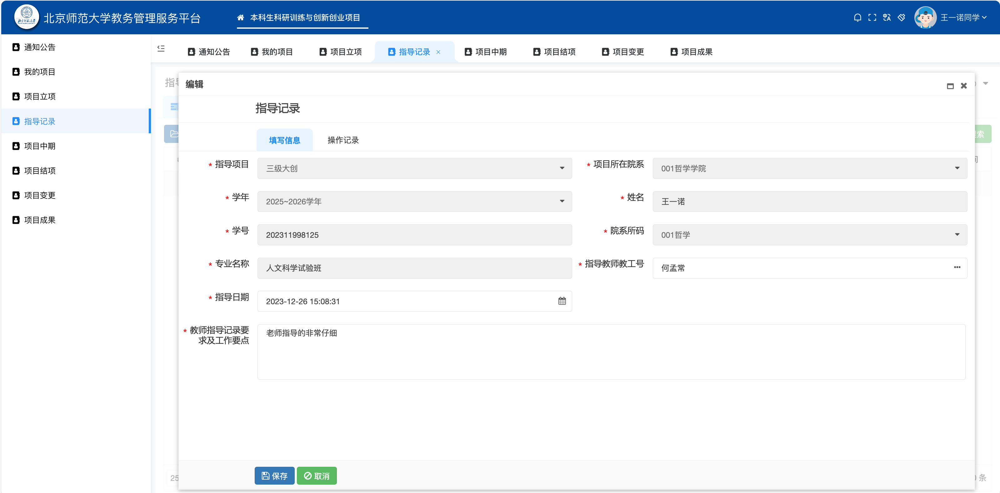 北京师范大学教务管理服务平台
本科生科研训练与创新创业项目
王一诺同学
通知公告
我的项目
项目立项
指导记录
项目中期
项目结项
项目变更
项目成果
通知公告
我的项目
项目立项
指导记录
项目中期
项目结项
项目变更
项目成果
编辑
指导记录
填写信息
操作记录
* 指导项目 三级大创
* 项目所在院系 001哲学学院
* 学年 2025~2026学年
* 姓名 王一诺
* 学号 202311998125
* 院系所码 001哲学
* 专业名称 人文科学试验班
* 指导教师教工号 何孟常
* 指导日期 2023-12-26 15:08:31
* 教师指导记录要
求及工作要点
老师指导的非常仔细
保存
取消
指
索
25
条